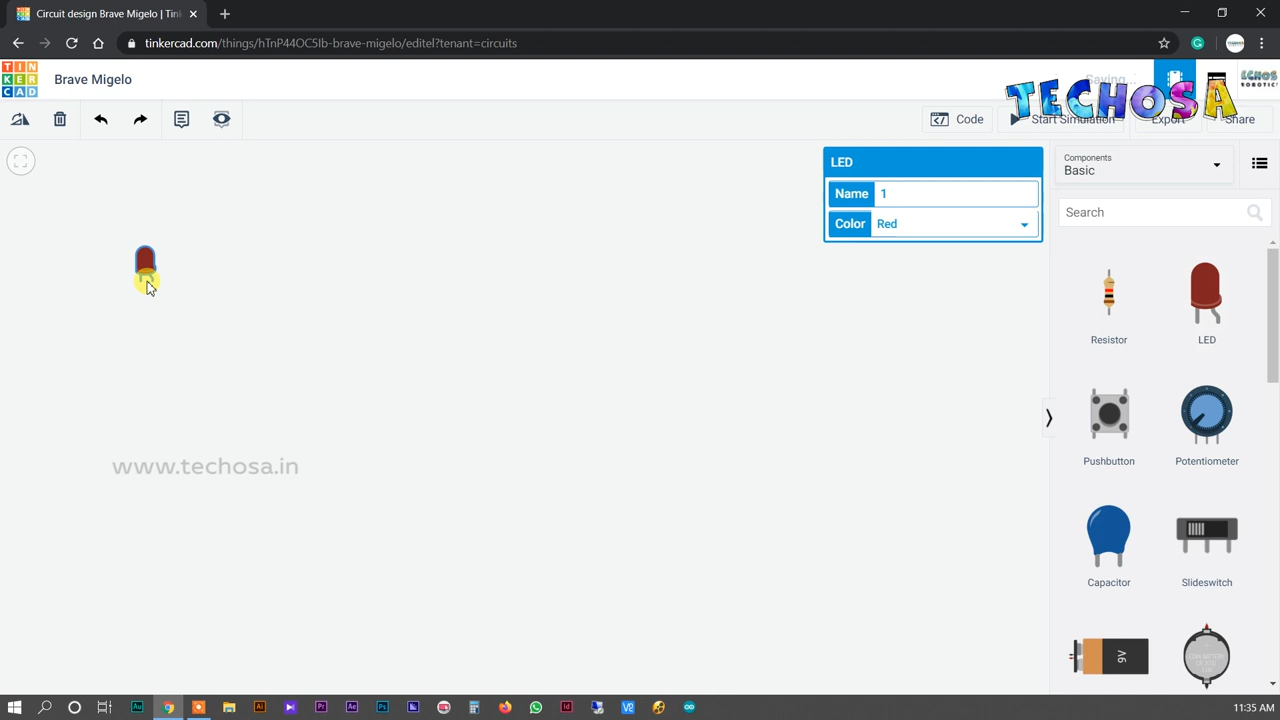 Circuit design Brave Migelo | Tin
tinkercad.com/things/hTnP44OC5Ib-brave-migelo/editel?tenant=circuits
TIN
KER
CAD
Brave Migelo
Saving...
TECHOSA
Code
Start Simulation
Export
Share
LED
Name 1
Color Red
Components
Basic
Search
Resistor
LED
Pushbutton
Potentiometer
Capacitor
Slideswitch
9V
www.techosa.in
11:35 AM